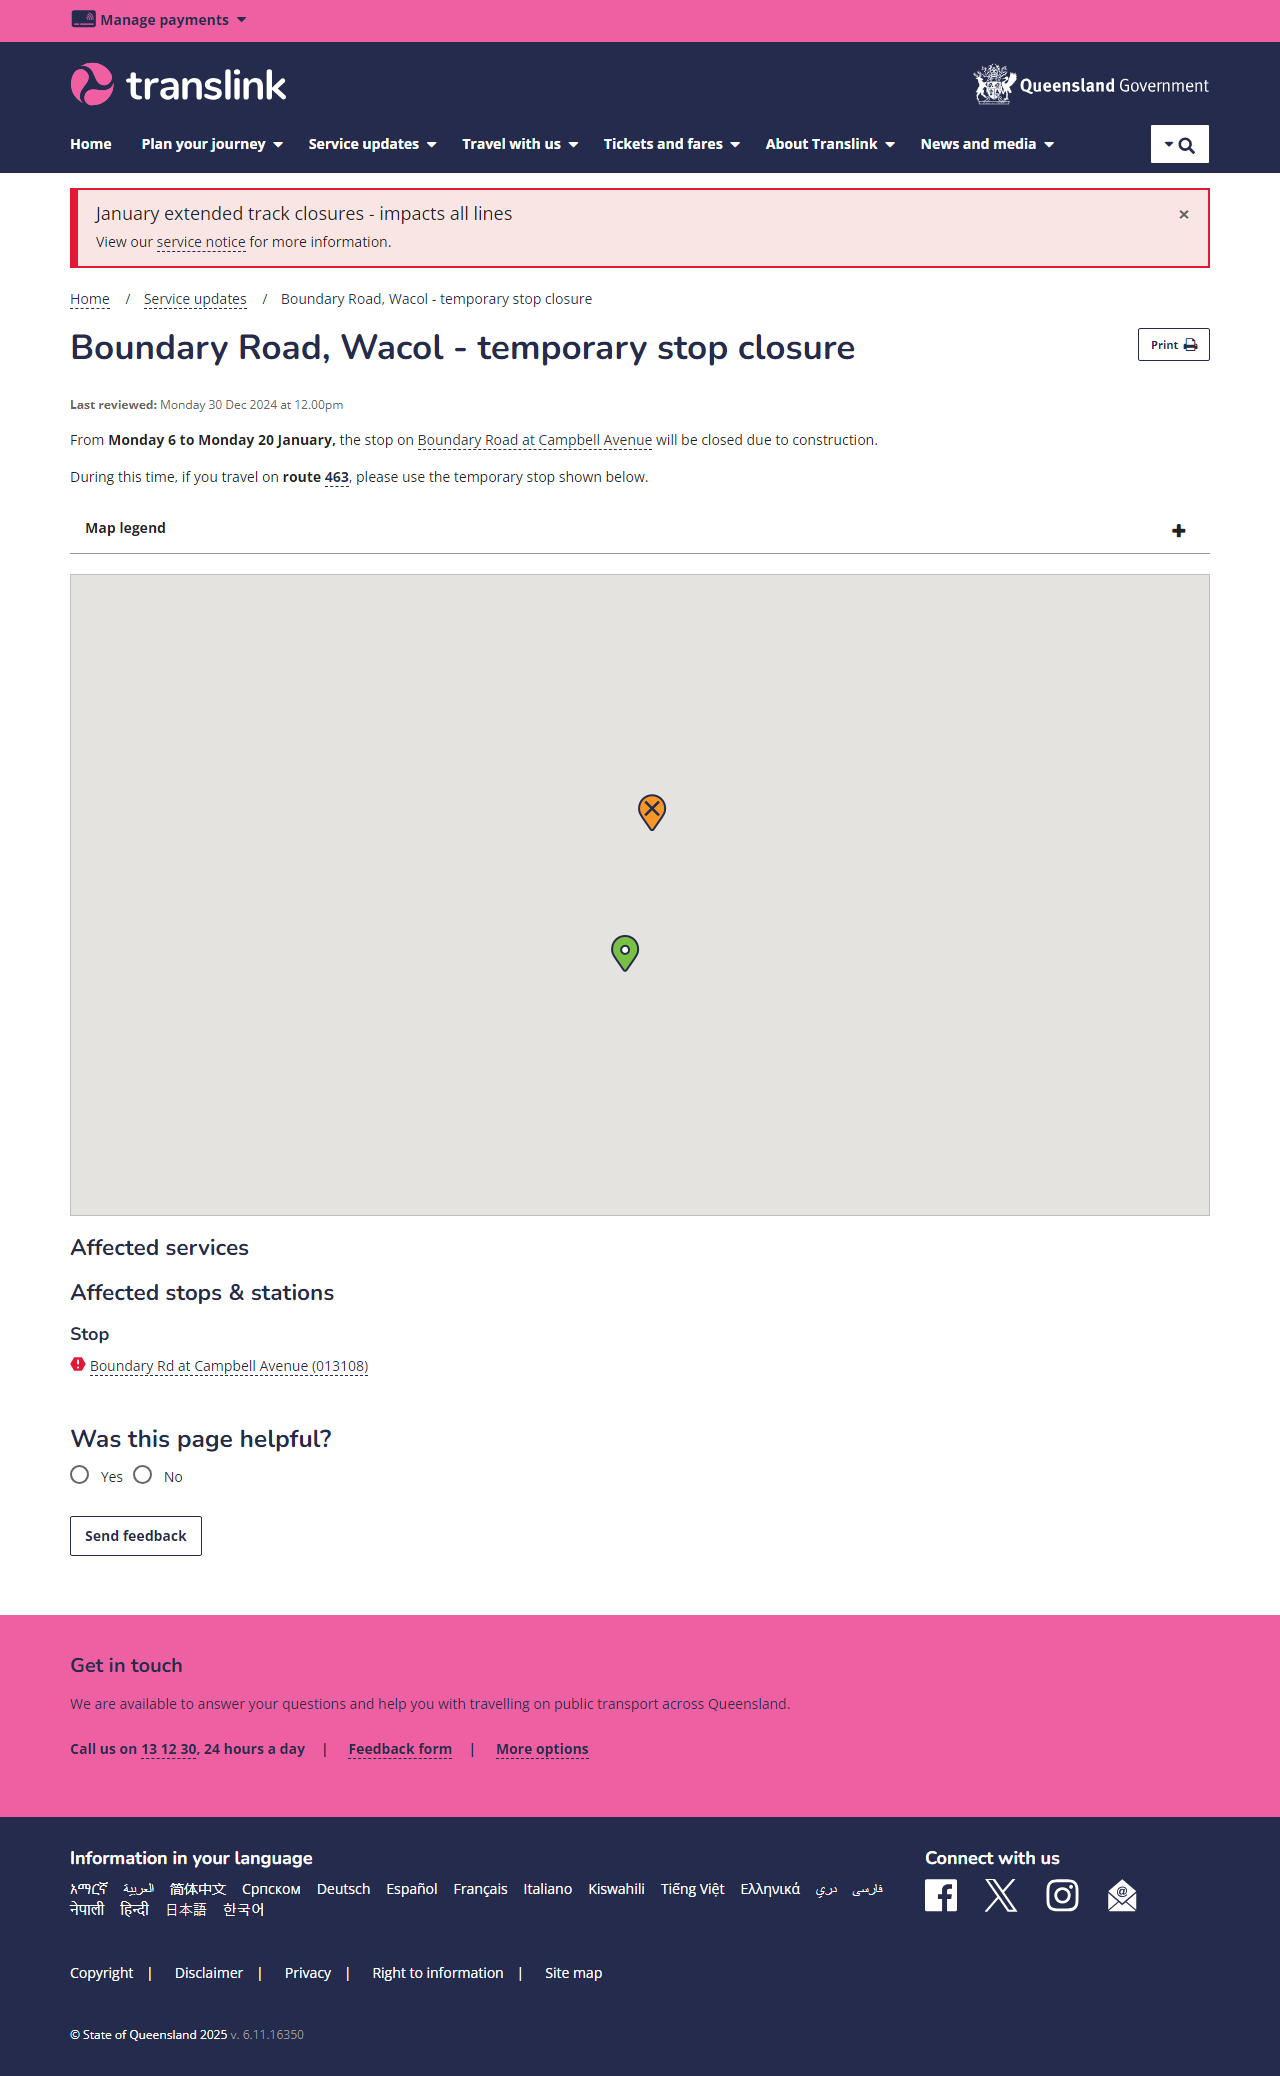 Manage payments
translink
Queensland Government
Home Plan your journey Service updates Travel with us Tickets and fares About Translink News and media
January extended track closures - impacts all lines ×
View our service notice for more information.
Home / Service updates / Boundary Road, Wacol - temporary stop closure
Boundary Road, Wacol - temporary stop closure
Print
Last reviewed: Monday 30 Dec 2024 at 12.00pm
From Monday 6 to Monday 20 January, the stop on Boundary Road at Campbell Avenue will be closed due to construction.
During this time, if you travel on route 463, please use the temporary stop shown below.
Map legend
Affected services
Affected stops & stations
Stop
Boundary Rd at Campbell Avenue (013108)
Was this page helpful?
Yes No
Send feedback
Get in touch
We are available to answer your questions and help you with travelling on public transport across Queensland.
Call us on 13 12 30, 24 hours a day | Feedback form | More options
Information in your language
አማርኛ العربية 简体中文 Српском Deutsch Español Français Italiano Kiswahili Tiếng Việt Ελληνικά دري فارسی
नेपाली हिन्दी 日本語 한국어
Connect with us
Copyright | Disclaimer | Privacy | Right to information | Site map
© State of Queensland 2025 v. 6.11.16350